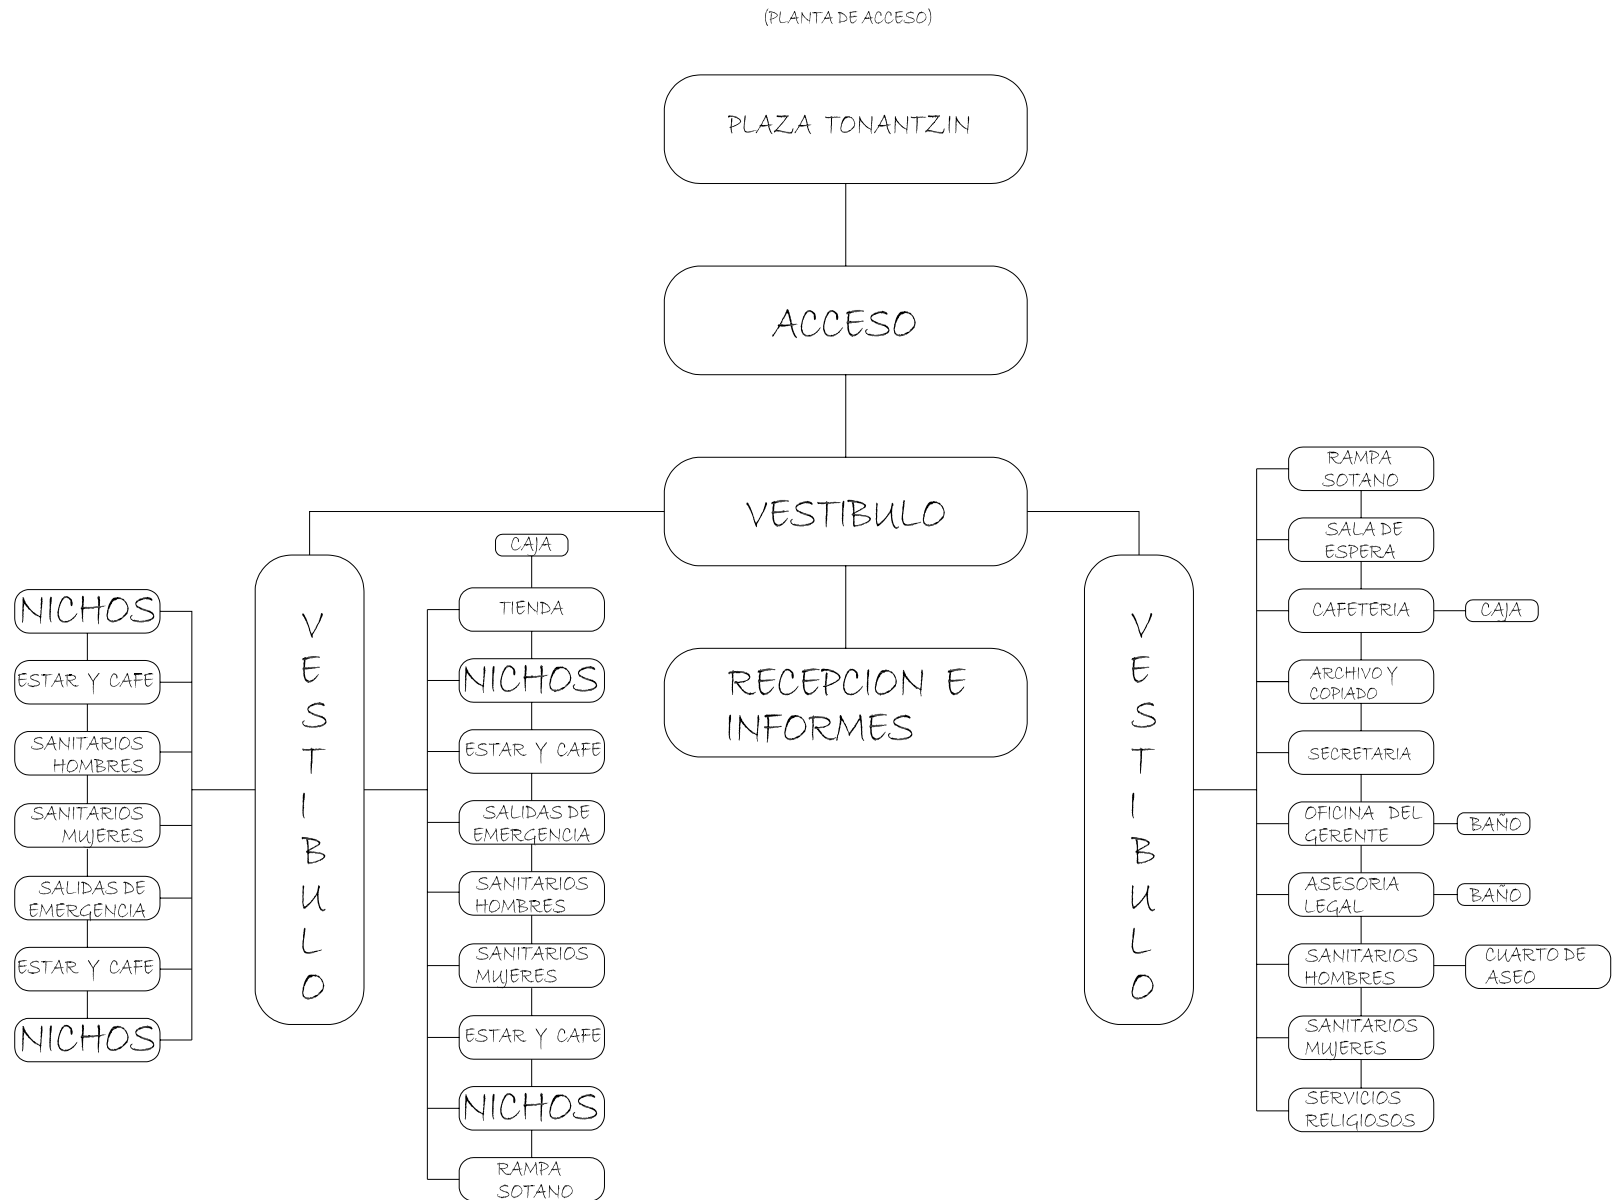 (PLANTA DE ACCESO)
PLAZA TONANTZIN
ACCESO
VESTIBULO
RECEPCION E
INFORMES
NICHOS
ESTAR Y CAFE
SANITARIOS
HOMBRES
SANITARIOS
MUJERES
SALIDAS DE
EMERGENCIA
ESTAR Y CAFE
NICHOS
VESTIBULO
CAJA
TIENDA
NICHOS
ESTAR Y CAFE
SALIDAS DE
EMERGENCIA
SANITARIOS
HOMBRES
SANITARIOS
MUJERES
ESTAR Y CAFE
NICHOS
RAMPA
SOTANO
VESTIBULO
RAMPA
SOTANO
SALA DE
ESPERA
CAFETERIA
CAJA
ARCHIVO Y
COPIADO
SECRETARIA
OFICINA DEL
GERENTE
BAÑO
ASESORIA
LEGAL
BAÑO
SANITARIOS
HOMBRES
CUARTO DE
ASEO
SANITARIOS
MUJERES
SERVICIOS
RELIGIOSOS